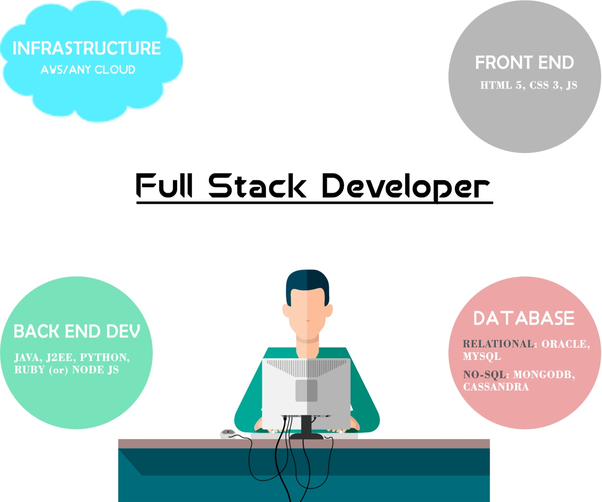 INFRASTRUCTURE
AWS/ANY CLOUD
FRONT END
HTML 5, CSS 3, JS
Full Stack Developer
BACK END DEV
JAVA, J2EE, PYTHON,
RUBY (or) NODE JS
DATABASE
RELATIONAL: ORACLE,
MYSQL
NO-SQL: MONGODB,
CASSANDRA